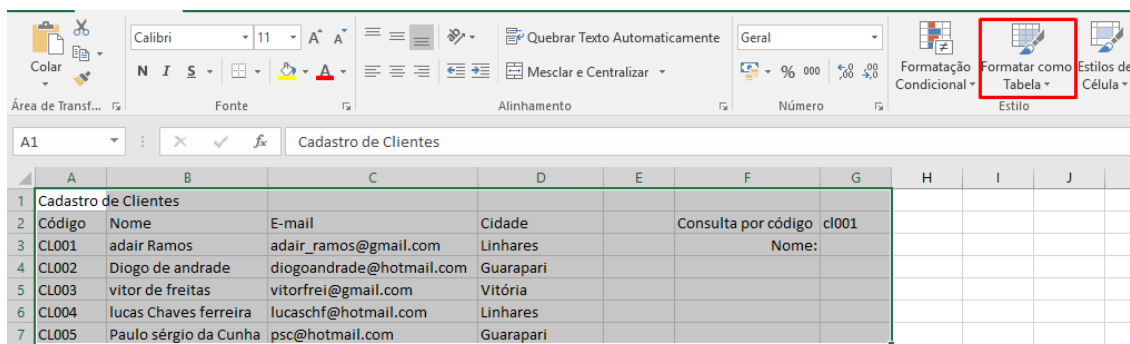 Calibri 11 A A Quebrar Texto Automaticamente Geral
Colar N I S A Mesclar e Centralizar % 000 Formatação Condicional Formatar como Tabela Estilos de Célula
Área de Transf... Fonte Alinhamento Número Estilo
A1 fx Cadastro de Clientes
A B C D E F G H I J
1 Cadastro de Clientes
2 Código Nome E-mail Cidade Consulta por código cl001
3 CL001 adair Ramos adair_ramos@gmail.com Linhares Nome:
4 CL002 Diogo de andrade diogoandrade@hotmail.com Guarapari
5 CL003 vitor de freitas vitorfrei@gmail.com Vitória
6 CL004 lucas Chaves ferreira lucaschf@hotmail.com Linhares
7 CL005 Paulo sérgio da Cunha psc@hotmail.com Guarapari